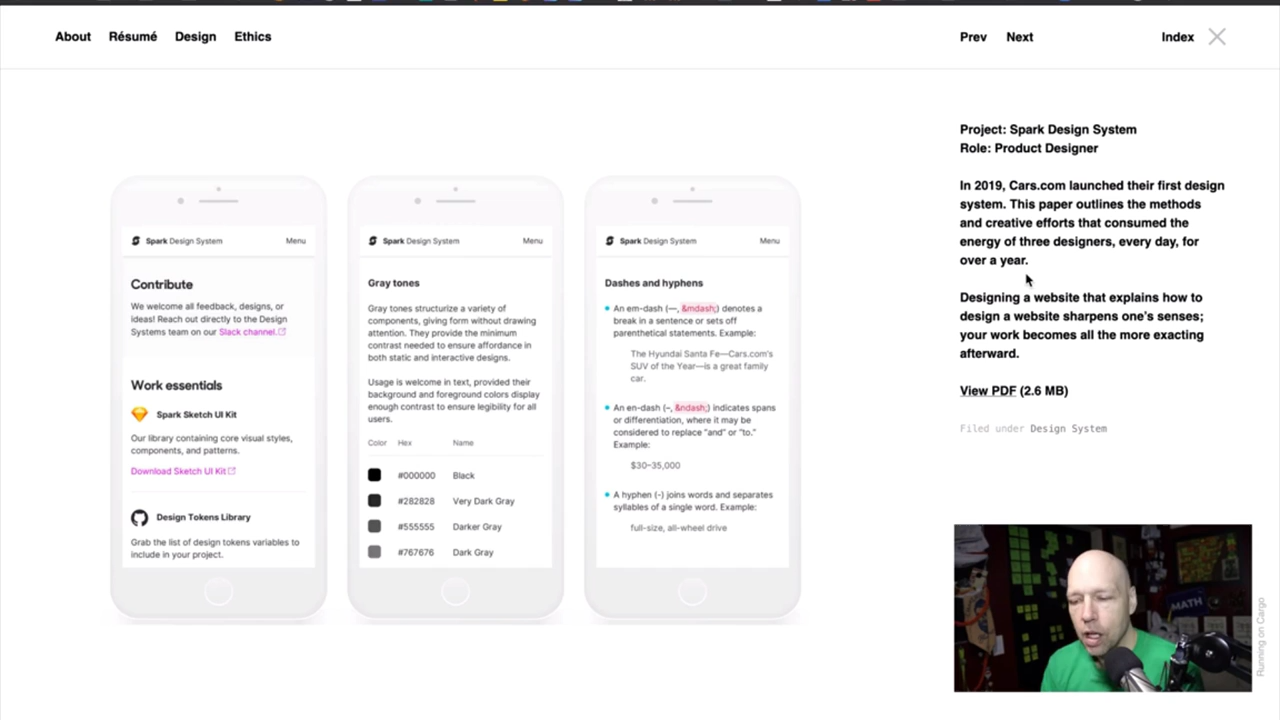 About Résumé Design Ethics
Prev Next Index
Spark Design System Menu
Contribute
We welcome all feedback, designs, or
ideas! Reach out directly to the Design
Systems team on our Slack channel.
Work essentials
Spark Sketch UI Kit
Our library containing core visual styles,
components, and patterns.
Download Sketch UI Kit
Design Tokens Library
Grab the list of design tokens variables to
include in your project.
Spark Design System Menu
Gray tones
Gray tones structurize a variety of
components, giving form without drawing
attention. They provide the minimum
contrast needed to ensure affordance in
both static and interactive designs.
Usage is welcome in text, provided their
background and foreground colors display
enough contrast to ensure legibility for all
users.
Color Hex Name
#000000 Black
#282828 Very Dark Gray
#555555 Darker Gray
#767676 Dark Gray
Spark Design System Menu
Dashes and hyphens
An em-dash (—, &mdash;) denotes a
break in a sentence or sets off
parenthetical statements. Example:
The Hyundai Santa Fe—Cars.com's
SUV of the Year—is a great family
car.
An en-dash (–, &ndash;) indicates spans
or differentiation, where it may be
considered to replace "and" or "to."
Example:
$30–35,000
A hyphen (-) joins words and separates
syllables of a single word. Example:
full-size, all-wheel drive
Project: Spark Design System
Role: Product Designer
In 2019, Cars.com launched their first design
system. This paper outlines the methods
and creative efforts that consumed the
energy of three designers, every day, for
over a year.
Designing a website that explains how to
design a website sharpens one's senses;
your work becomes all the more exacting
afterward.
View PDF (2.6 MB)
Filed under Design System
MATH
Running on Cargo